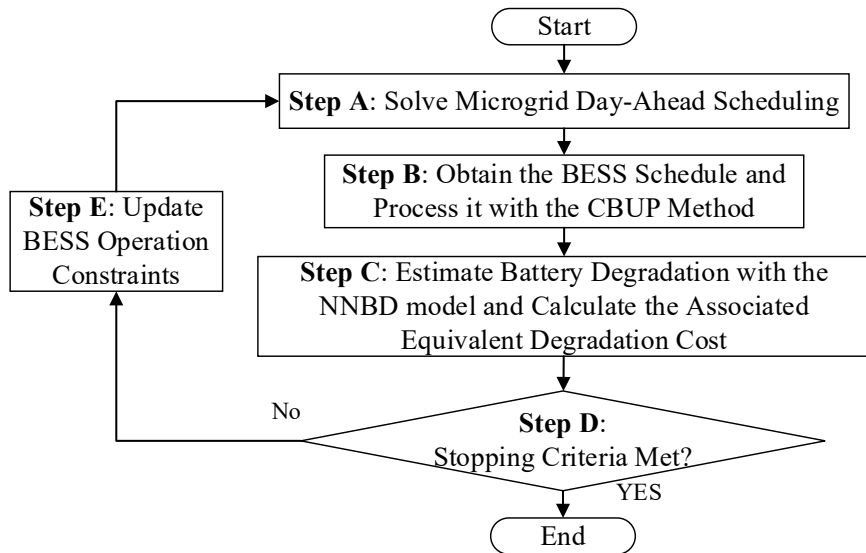 Start
Step A: Solve Microgrid Day-Ahead Scheduling
Step B: Obtain the BESS Schedule and
Process it with the CBUP Method
Step E: Update
BESS Operation
Constraints
Step C: Estimate Battery Degradation with the
NNBD model and Calculate the Associated
Equivalent Degradation Cost
No
Step D:
Stopping Criteria Met?
YES
End